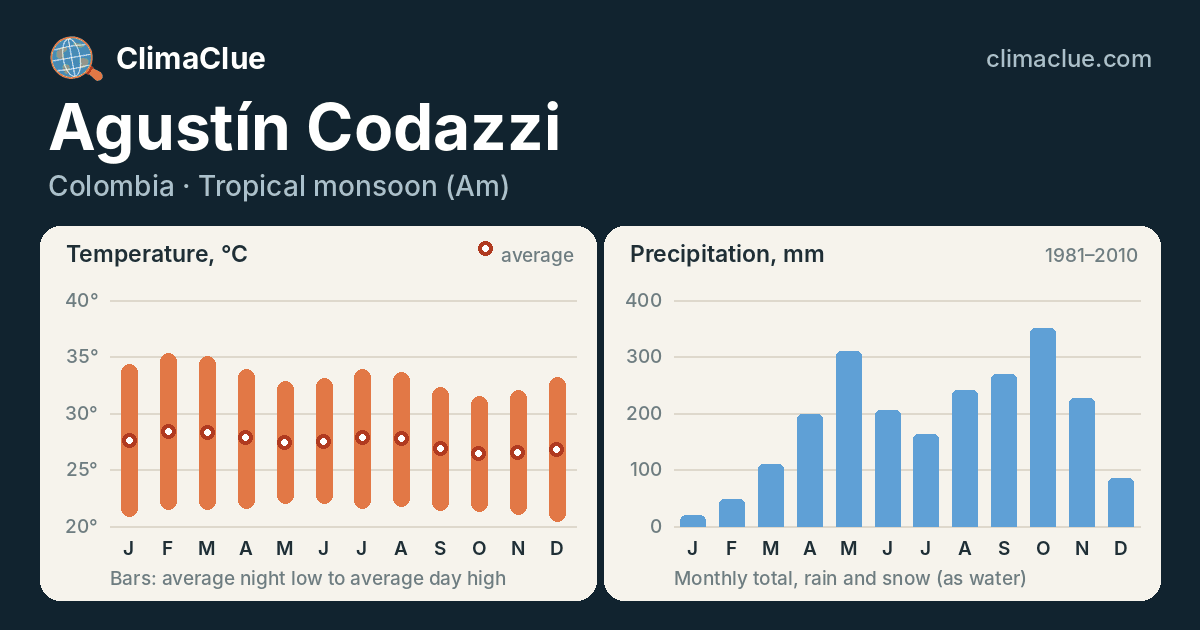 ClimaClue
climaclue.com
Agustín Codazzi
Colombia · Tropical monsoon (Am)
Temperature, °C
average
40°
35°
30°
25°
20°
J F M A M J J A S O N D
Bars: average night low to average day high
Precipitation, mm
1981–2010
400
300
200
100
0
J F M A M J J A S O N D
Monthly total, rain and snow (as water)